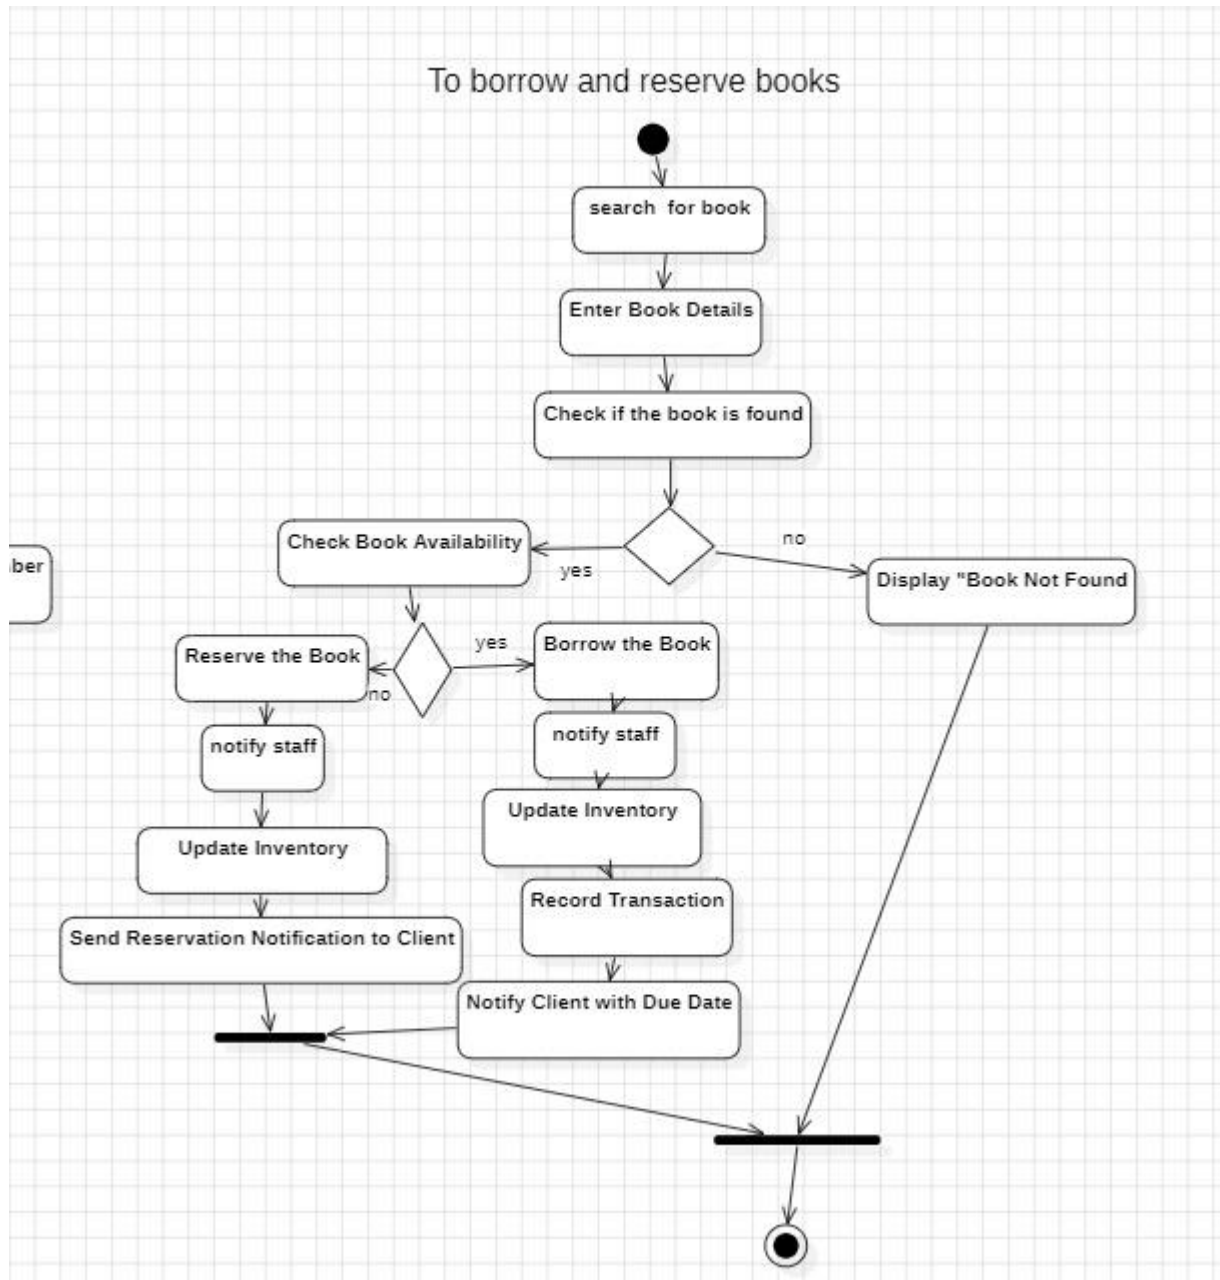 To borrow and reserve books
search for book
Enter Book Details
Check if the book is found
Check Book Availability
yes
no
Display "Book Not Found
Reserve the Book
no
yes
Borrow the Book
notify staff
notify staff
Update Inventory
Update Inventory
Record Transaction
Send Reservation Notification to Client
Notify Client with Due Date